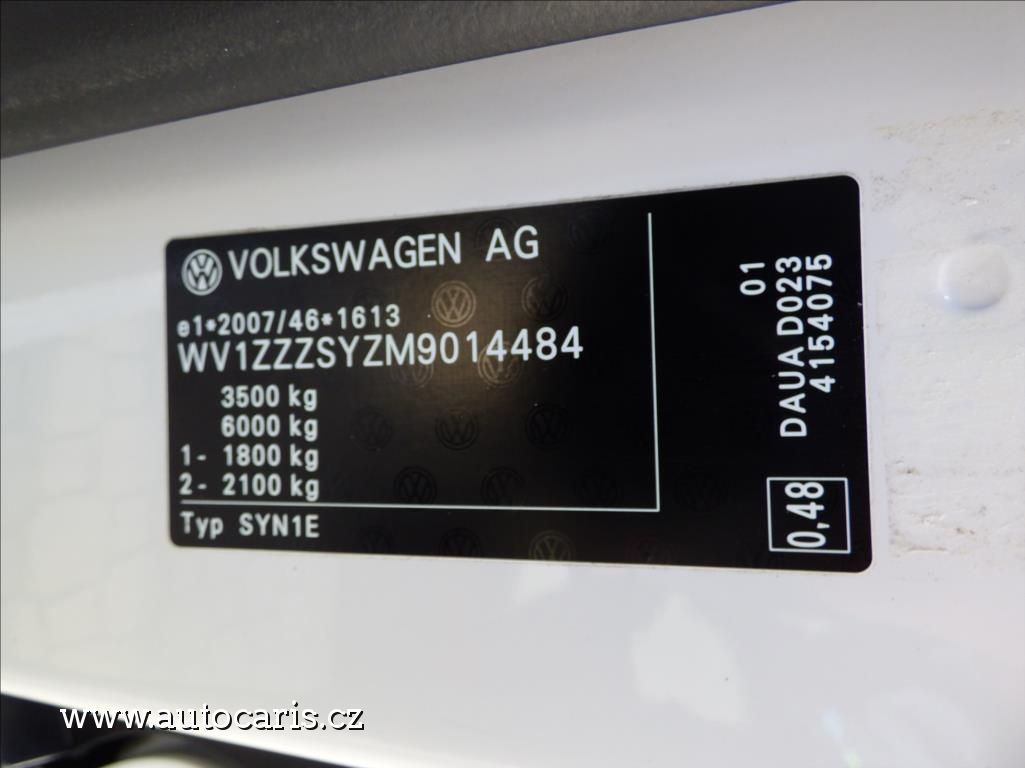 VOLKSWAGEN AG
e1*2007/46*1613
WV1ZZZSYZM9014484
3500 kg
6000 kg
1- 1800 kg
2- 2100 kg
Typ SYN1E
01
DAUA D023
4154075
0,48
www.autocaris.cz